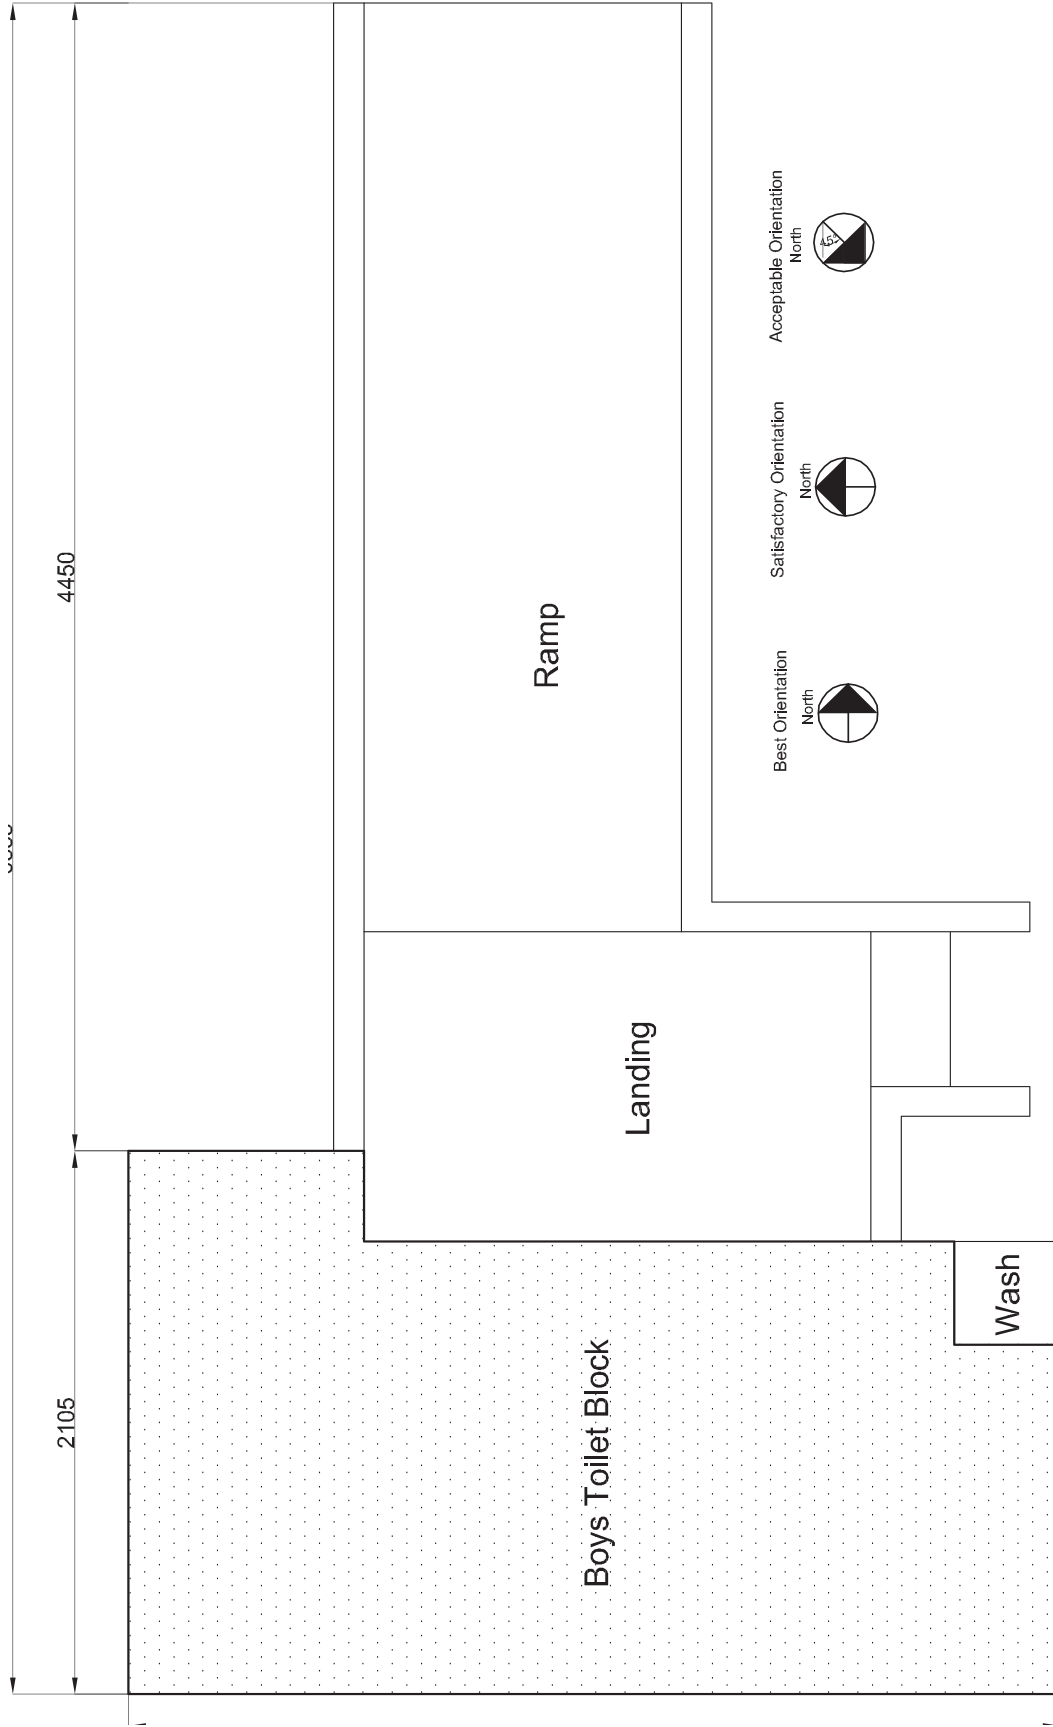 4450
2105
Ramp
Landing
Boys Toilet Block
Wash
Best Orientation
North
Satisfactory Orientation
North
Acceptable Orientation
North
45°